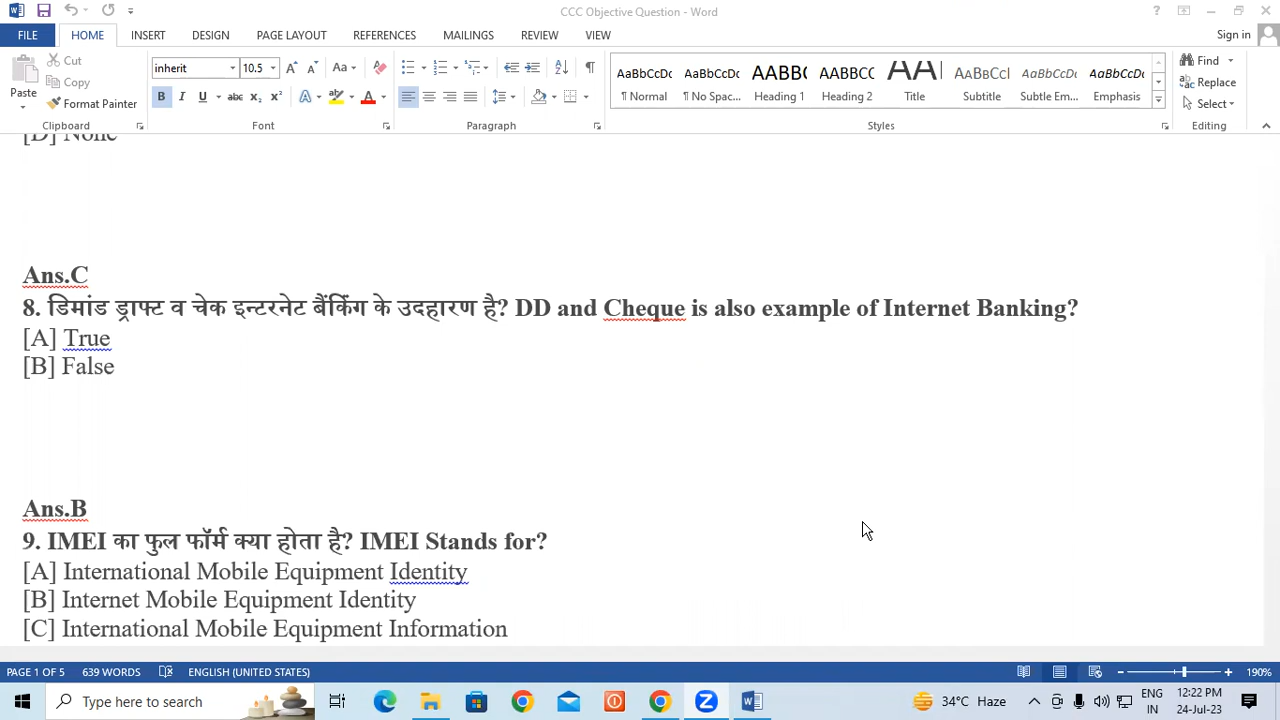 CCC Objective Question - Word
FILE HOME INSERT DESIGN PAGE LAYOUT REFERENCES MAILINGS REVIEW VIEW Sign in
Paste Cut Copy Format Painter
inherit 10.5
AaBbCcDc AaBbCcDc AABBC AABBCC AAI AaBbCcD AaBbCcDc AaBbCcDc
¶ Normal ¶ No Spac... Heading 1 Heading 2 Title Subtitle Subtle Em... Emphasis
Find Replace Select
Clipboard Font Paragraph Styles Editing
[D] None
Ans.C
8. डिमांड ड्राफ्ट व चेक इन्टरनेट बैंकिंग के उदहारण है? DD and Cheque is also example of Internet Banking?
[A] True
[B] False
Ans.B
9. IMEI का फुल फॉर्म क्या होता है? IMEI Stands for?
[A] International Mobile Equipment Identity
[B] Internet Mobile Equipment Identity
[C] International Mobile Equipment Information
PAGE 1 OF 5 639 WORDS ENGLISH (UNITED STATES) 190%
Type here to search 34°C Haze ENG IN 12:22 PM 24-Jul-23